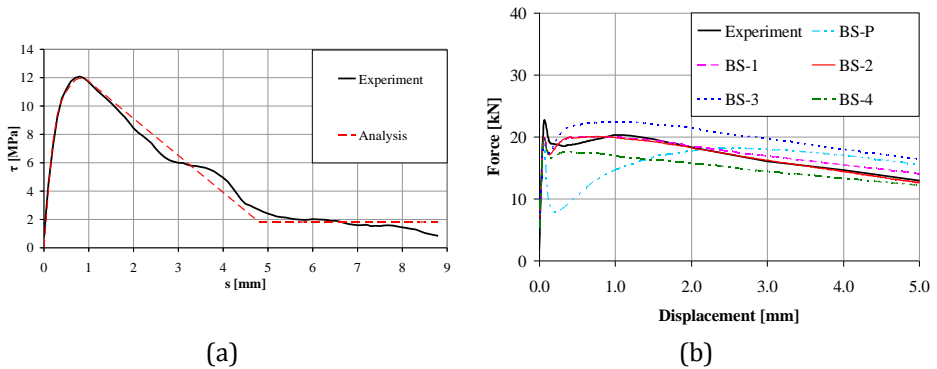 14
12
10
8
6
4
2
0
τ [MPa]
0 1 2 3 4 5 6 7 8 9
s [mm]
Experiment
Analysis
(a)
40
30
20
10
0
Force [kN]
0.0 1.0 2.0 3.0 4.0 5.0
Displacement [mm]
Experiment BS-P
BS-1 BS-2
BS-3 BS-4
(b)